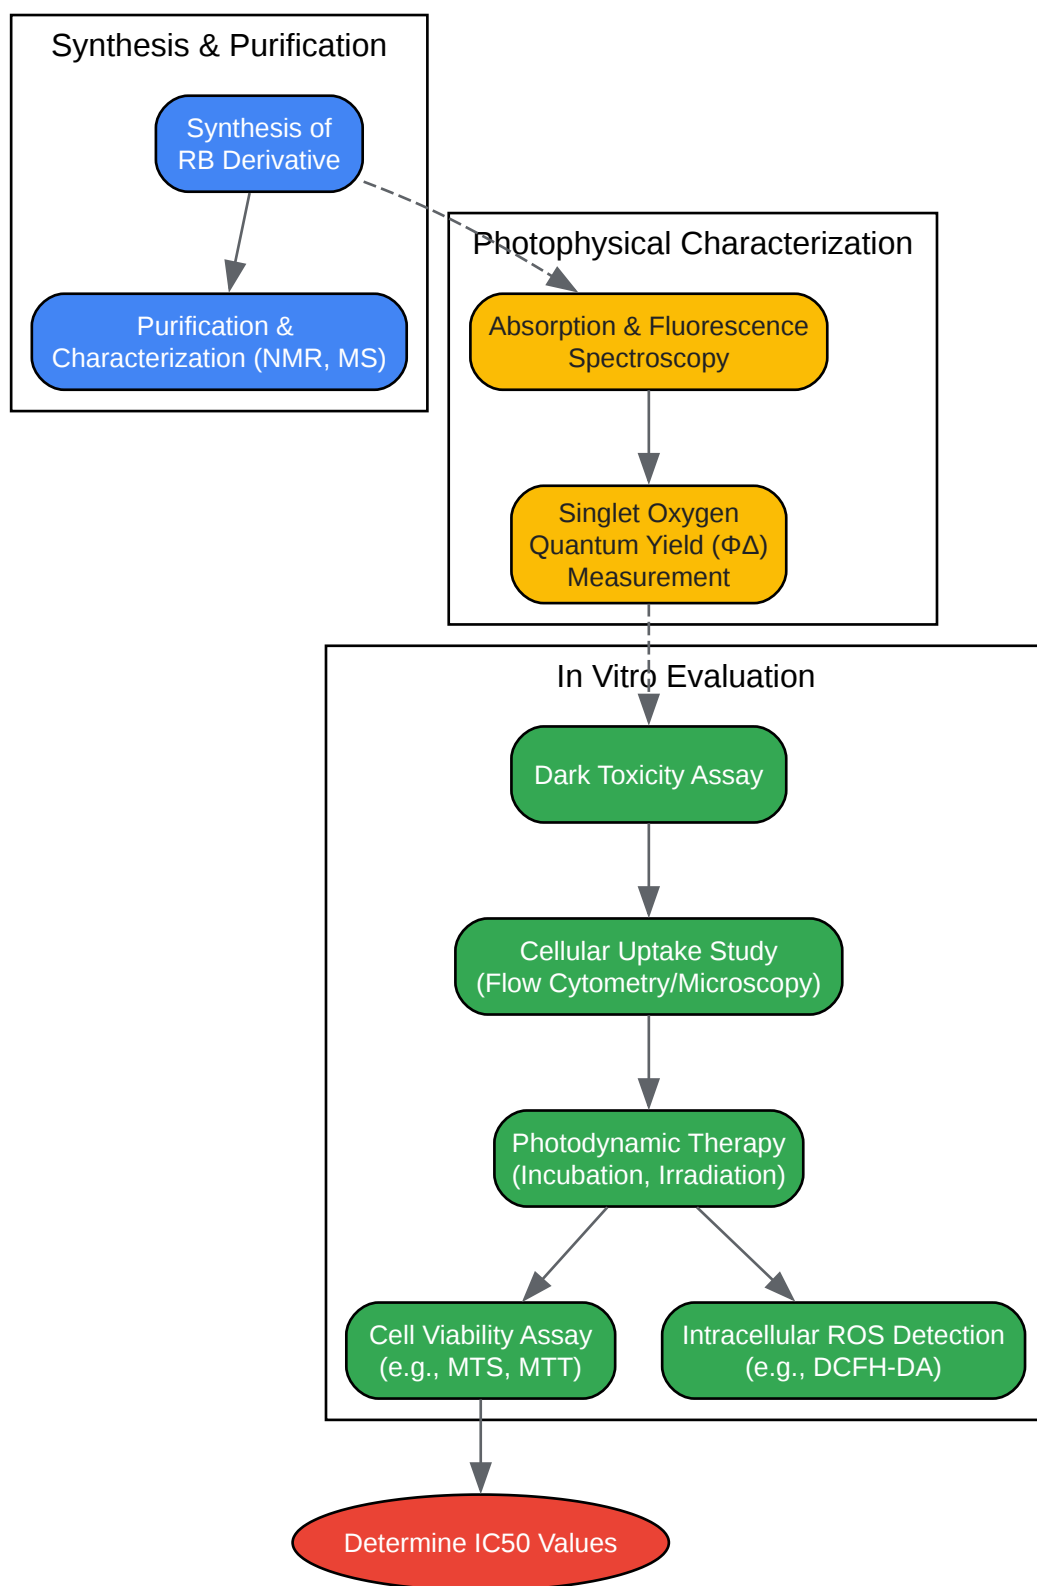 Synthesis & Purification
Synthesis of
RB Derivative
Purification &
Characterization (NMR, MS)
Photophysical Characterization
Absorption & Fluorescence
Spectroscopy
Singlet Oxygen
Quantum Yield (ΦΔ)
Measurement
In Vitro Evaluation
Dark Toxicity Assay
Cellular Uptake Study
(Flow Cytometry/Microscopy)
Photodynamic Therapy
(Incubation, Irradiation)
Cell Viability Assay
(e.g., MTS, MTT)
Intracellular ROS Detection
(e.g., DCFH-DA)
Determine IC50 Values